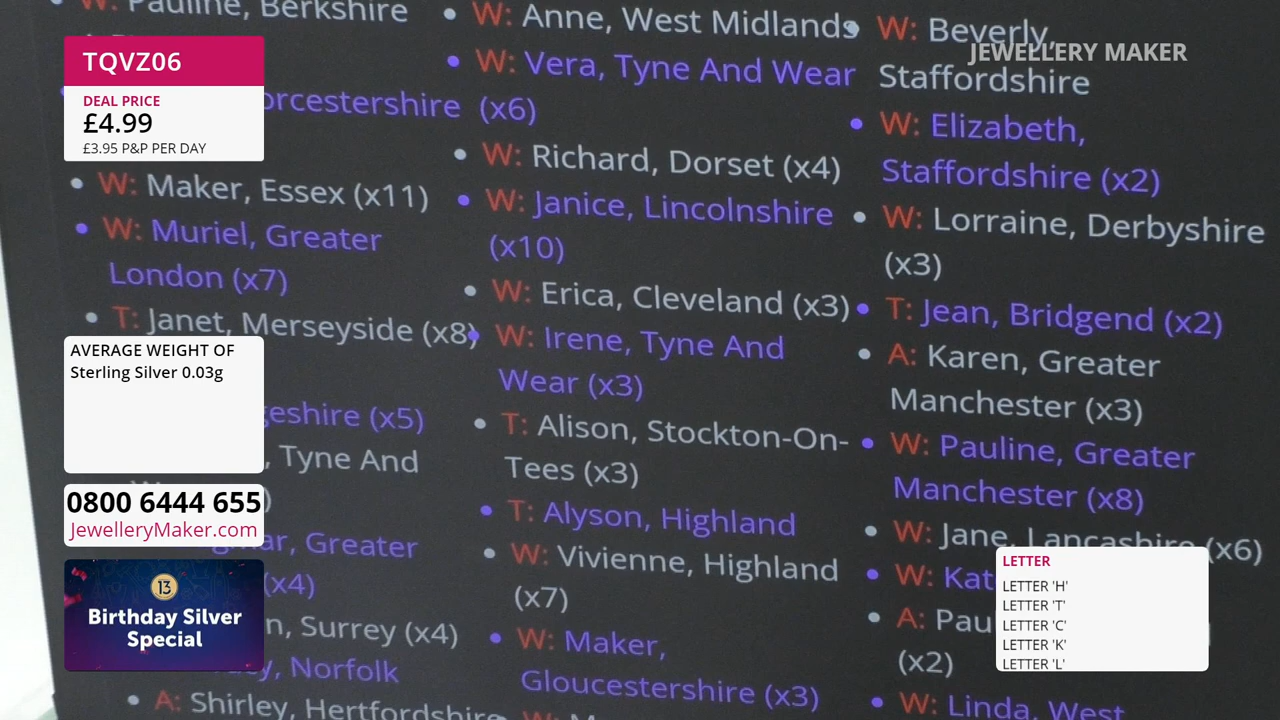 W: Pauline, Berkshire
TQVZ06
DEAL PRICE
£4.99
£3.95 P&P PER DAY
orcestershire
W: Maker, Essex (x11)
W: Muriel, Greater
London (x7)
T: Janet, Merseyside (x8)
AVERAGE WEIGHT OF
Sterling Silver 0.03g
geshire (x5)
, Tyne And
0800 6444 655
JewelleryMaker.com
Greater
(x4)
13
Birthday Silver
Special
n, Surrey (x4)
Norfolk
A: Shirley, Hertfordshire
W: Anne, West Midlands
W: Vera, Tyne And Wear
(x6)
W: Richard, Dorset (x4)
W: Janice, Lincolnshire
(x10)
W: Erica, Cleveland (x3)
W: Irene, Tyne And
Wear (x3)
T: Alison, Stockton-On-
Tees (x3)
T: Alyson, Highland
W: Vivienne, Highland
(x7)
W: Maker,
Gloucestershire (x3)
W:
JEWELLERY MAKER
W: Beverly,
Staffordshire
W: Elizabeth,
Staffordshire (x2)
W: Lorraine, Derbyshire
(x3)
T: Jean, Bridgend (x2)
A: Karen, Greater
Manchester (x3)
W: Pauline, Greater
Manchester (x8)
W: Jane, Lancashire (x6)
W: Kat
A: Pau
(x2)
W: Linda, West
LETTER
LETTER 'H'
LETTER 'T'
LETTER 'C'
LETTER 'K'
LETTER 'L'